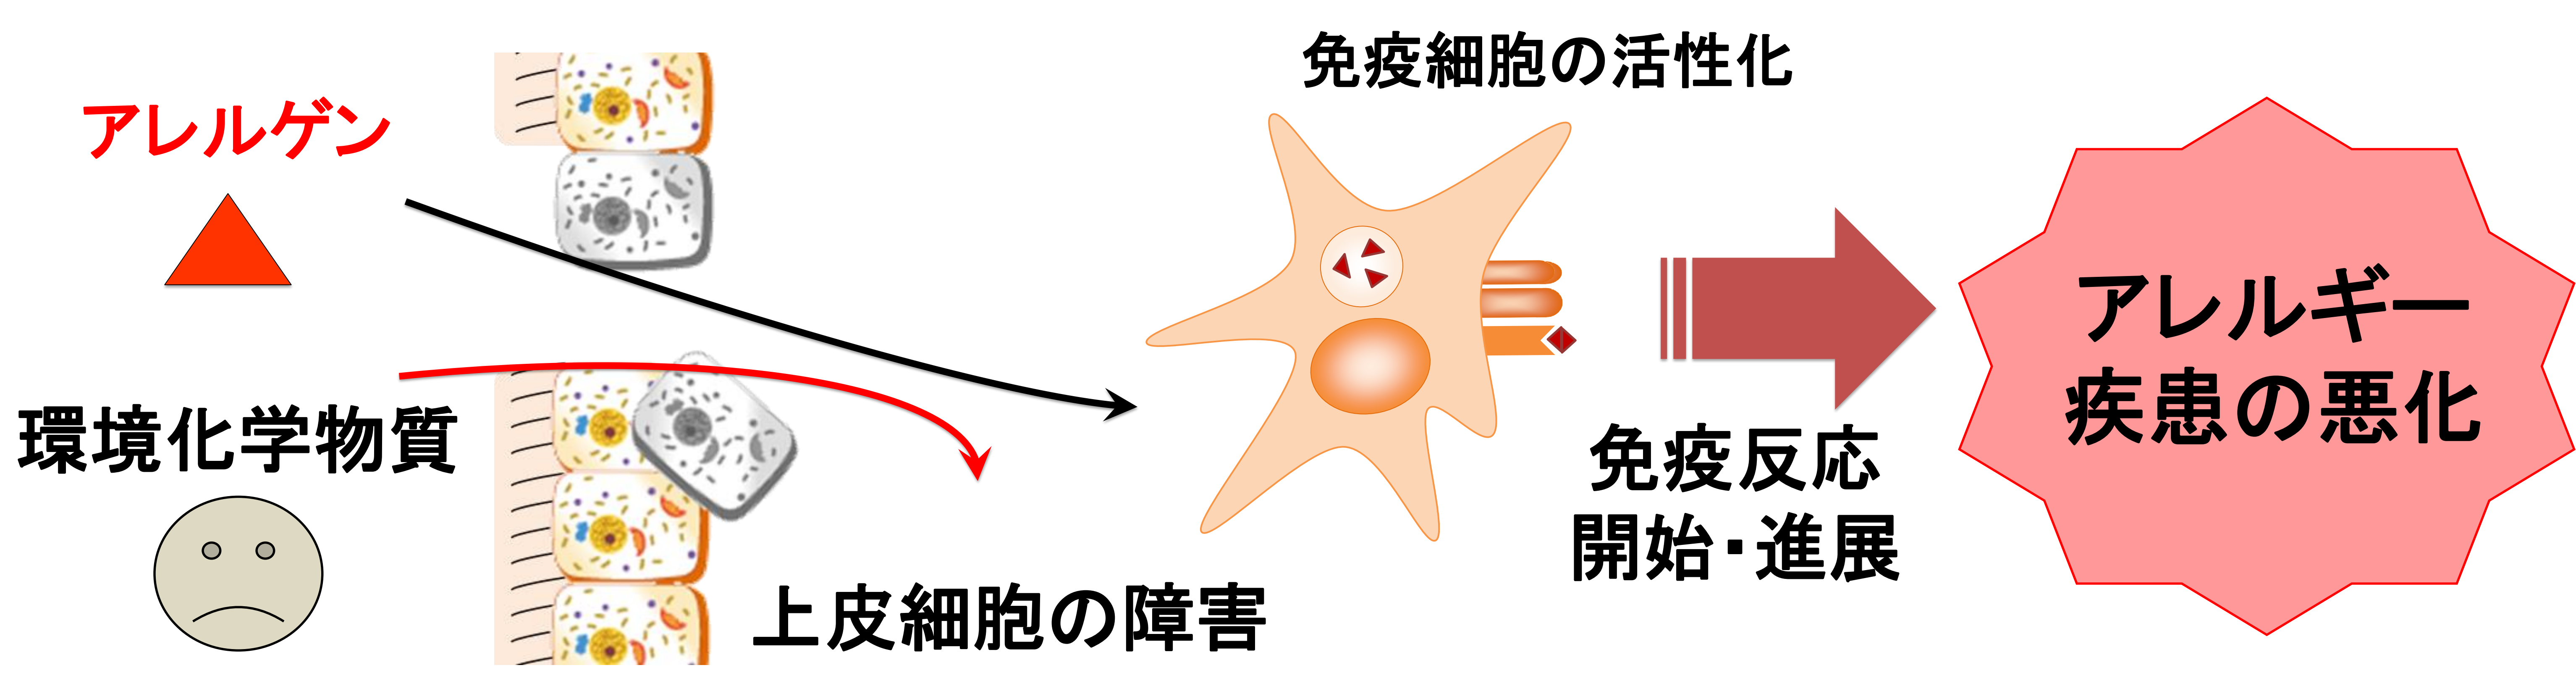 アレルゲン
環境化学物質
上皮細胞の障害
免疫細胞の活性化
免疫反応
開始・進展
アレルギー
疾患の悪化